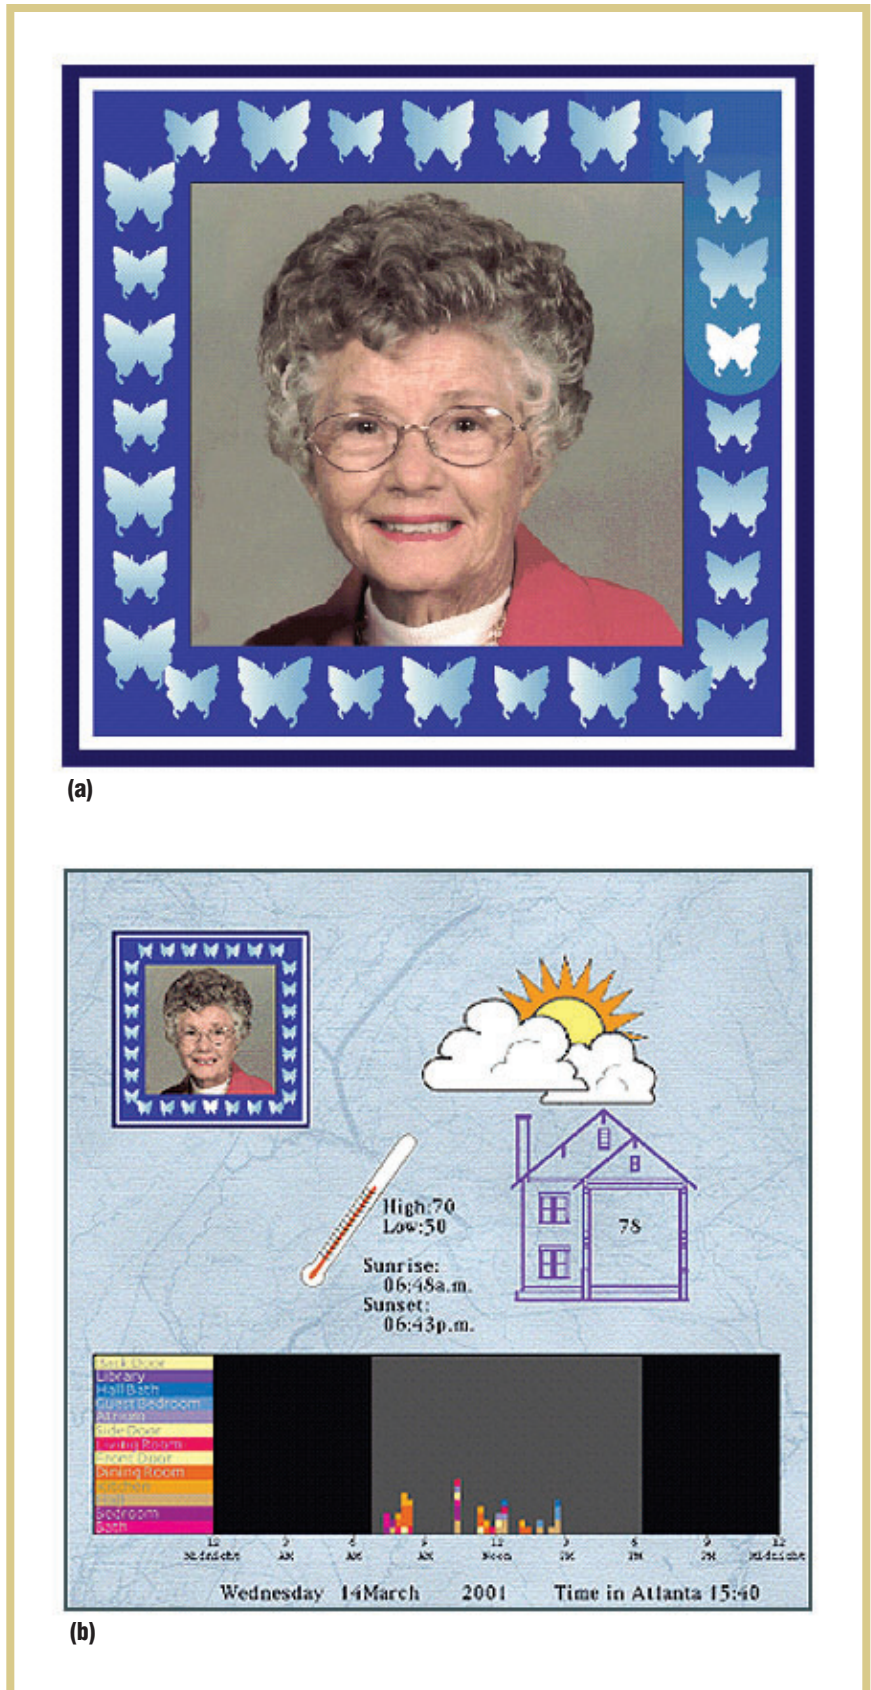 (a)
High:70
Low:50
78
Sunrise:
06:48a.m.
Sunset:
06:43p.m.
Back Door
Library
Hall Bath
Guest Bedroom
Atrium
Side Door
Living Room
Front Door
Dining Room
Kitchen
Hall
Bedroom
Bath
12 3 6 9 12 3 6 9 12
Midnight AM AM AM Noon PM PM PM Midnight
Wednesday 14March 2001 Time in Atlanta 15:40
(b)